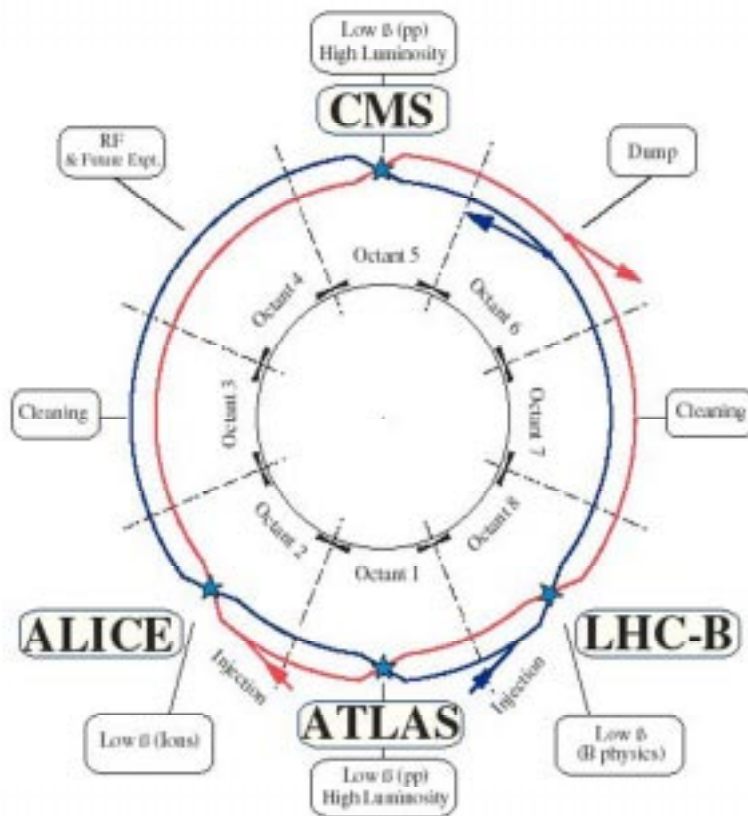 Low ß (pp)
High Luminosity
CMS
RF
& Future Expt.
Dump
Octant 5
Octant 4
Octant 6
Cleaning
Octant 3
Octant 7
Cleaning
Octant 2
Octant 8
Octant 1
ALICE
LHC-B
Injection
Injection
ATLAS
Low ß (Ions)
Low ß
(B physics)
Low ß (pp)
High Luminosity